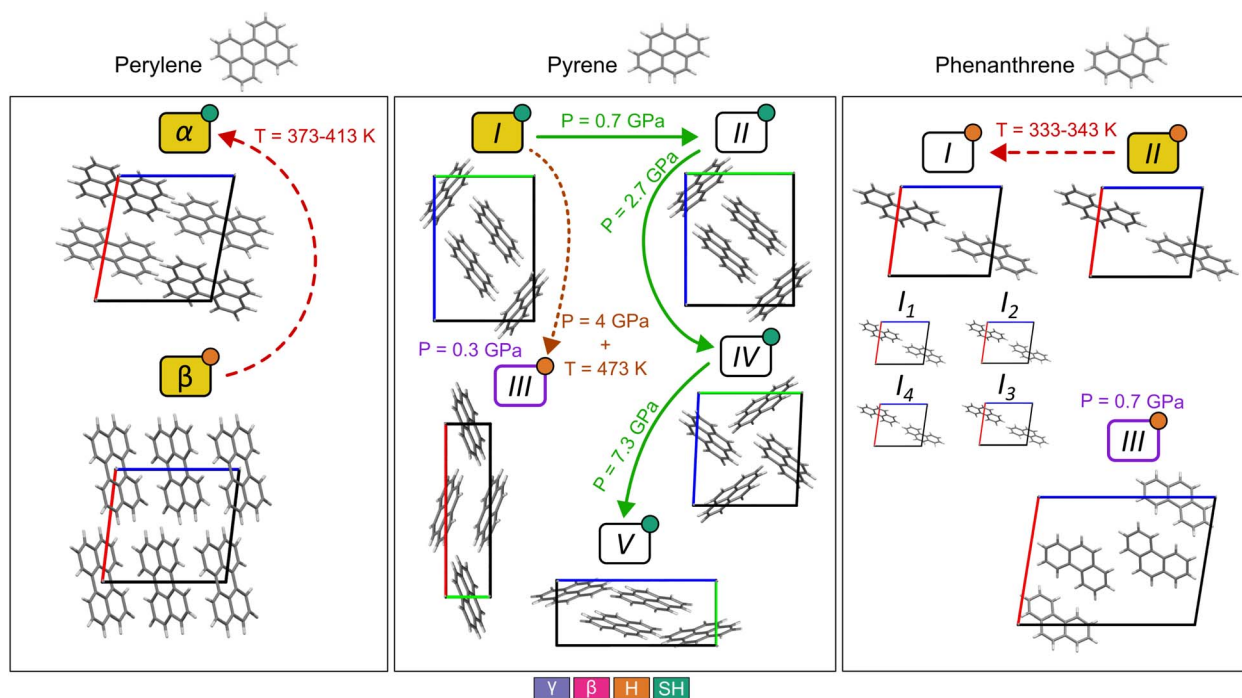 Perylene
Pyrene
Phenanthrene
α
T = 373-413 K
β
I
P = 0.7 GPa
II
P = 2.7 GPa
P = 4 GPa
+
T = 473 K
P = 0.3 GPa
III
IV
P = 7.3 GPa
V
I
T = 333-343 K
II
I1
I2
I4
I3
P = 0.7 GPa
III
γ β H SH